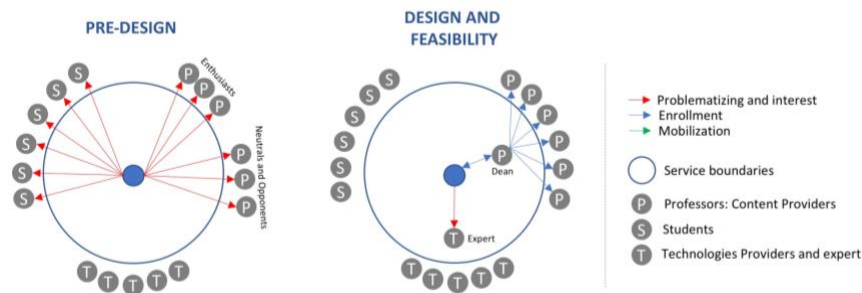 PRE-DESIGN
S
S
S
S
S
S
P
P
P
Enthusiasts
P
P
P
Neutrals and Opponents
T
T
T
T
T
DESIGN AND
FEASIBILITY
S
S
S
S
S
S
P
P
P
P
P
P
P
Dean
T
Expert
T
T
T
T
T
Problematizing and interest
Enrollment
Mobilization
Service boundaries
P
Professors: Content Providers
S
Students
T
Technologies Providers and expert